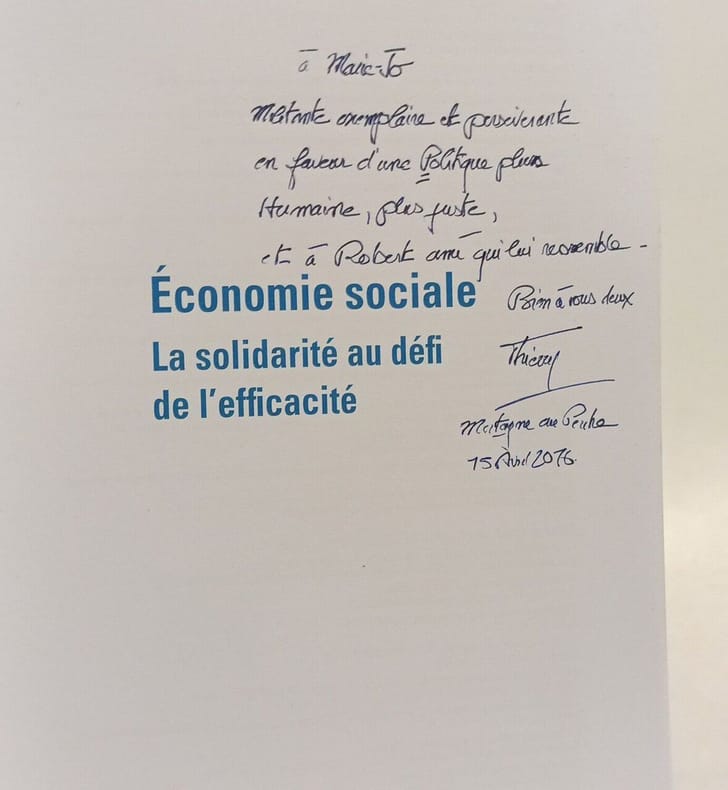 à Marie-Jo
Militante exemplaire et persévérante
en faveur d'une Politique plus
Humaine, plus juste,
et à Robert ami qui lui ressemble -
Économie sociale
à vous deux
La solidarité au défi
Thierry
de l'efficacité
Mortagne au Perche
15 Avril 2016.